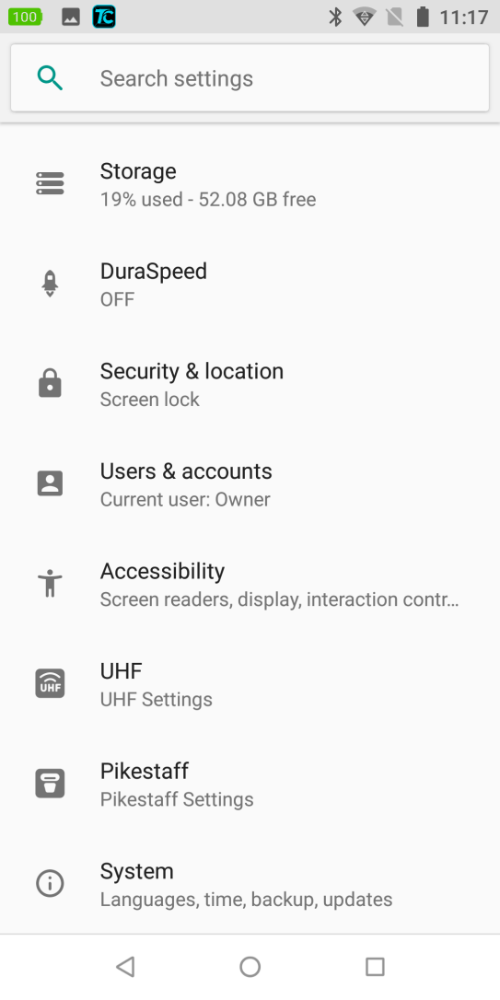 100
TC
11:17
Search settings
Storage
19% used - 52.08 GB free
DuraSpeed
OFF
Security & location
Screen lock
Users & accounts
Current user: Owner
Accessibility
Screen readers, display, interaction contr...
UHF
UHF
UHF Settings
Pikestaff
Pikestaff Settings
System
Languages, time, backup, updates